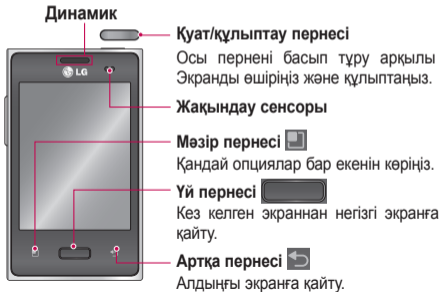 Динамик
Қуат/құлыптау пернесі
Осы пернені басып тұру арқылы
Экранды өшіріңіз және құлыптаңыз.
LG
Жақындау сенсоры
Мәзір пернесі
Қандай опциялар бар екенін көріңіз.
Үй пернесі
Кез келген экраннан негізгі экранға
қайту.
Артқа пернесі
Алдыңғы экранға қайту.